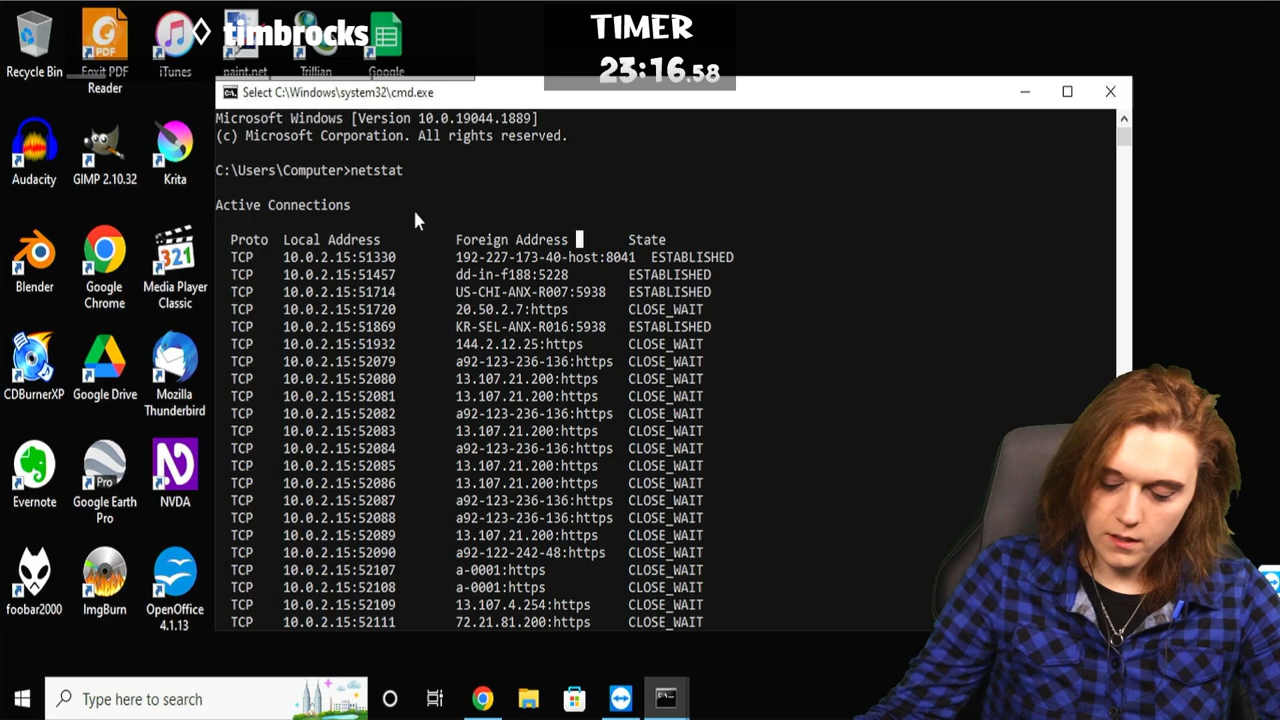 timbrocks
TIMER
23:16.58
Recycle Bin
PDF
Foxit PDF
Reader
iTunes
paint.net
Trillian
Google
Audacity
GIMP 2.10.32
Krita
Blender
Google
Chrome
321
Media Player
Classic
CDBurnerXP
Google Drive
Mozilla
Thunderbird
Evernote
Pro
Google Earth
Pro
NVDA
foobar2000
ImgBurn
OpenOffice
4.1.13
Select C:\Windows\system32\cmd.exe
Microsoft Windows [Version 10.0.19044.1889]
(c) Microsoft Corporation. All rights reserved.
C:\Users\Computer>netstat
Active Connections
Proto Local Address Foreign Address State
TCP 10.0.2.15:51330 192-227-173-40-host:8041 ESTABLISHED
TCP 10.0.2.15:51457 dd-in-f188:5228 ESTABLISHED
TCP 10.0.2.15:51714 US-CHI-ANX-R007:5938 ESTABLISHED
TCP 10.0.2.15:51720 20.50.2.7:https CLOSE_WAIT
TCP 10.0.2.15:51869 KR-SEL-ANX-R016:5938 ESTABLISHED
TCP 10.0.2.15:51932 144.2.12.25:https CLOSE_WAIT
TCP 10.0.2.15:52079 a92-123-236-136:https CLOSE_WAIT
TCP 10.0.2.15:52080 13.107.21.200:https CLOSE_WAIT
TCP 10.0.2.15:52081 13.107.21.200:https CLOSE_WAIT
TCP 10.0.2.15:52082 a92-123-236-136:https CLOSE_WAIT
TCP 10.0.2.15:52083 13.107.21.200:https CLOSE_WAIT
TCP 10.0.2.15:52084 a92-123-236-136:https CLOSE_WAIT
TCP 10.0.2.15:52085 13.107.21.200:https CLOSE_WAIT
TCP 10.0.2.15:52086 13.107.21.200:https CLOSE_WAIT
TCP 10.0.2.15:52087 a92-123-236-136:https CLOSE_WAIT
TCP 10.0.2.15:52088 a92-123-236-136:https CLOSE_WAIT
TCP 10.0.2.15:52089 13.107.21.200:https CLOSE_WAIT
TCP 10.0.2.15:52090 a92-122-242-48:https CLOSE_WAIT
TCP 10.0.2.15:52107 a-0001:https CLOSE_WAIT
TCP 10.0.2.15:52108 a-0001:https CLOSE_WAIT
TCP 10.0.2.15:52109 13.107.4.254:https CLOSE_WAIT
TCP 10.0.2.15:52111 72.21.81.200:https CLOSE_WAIT
Type here to search